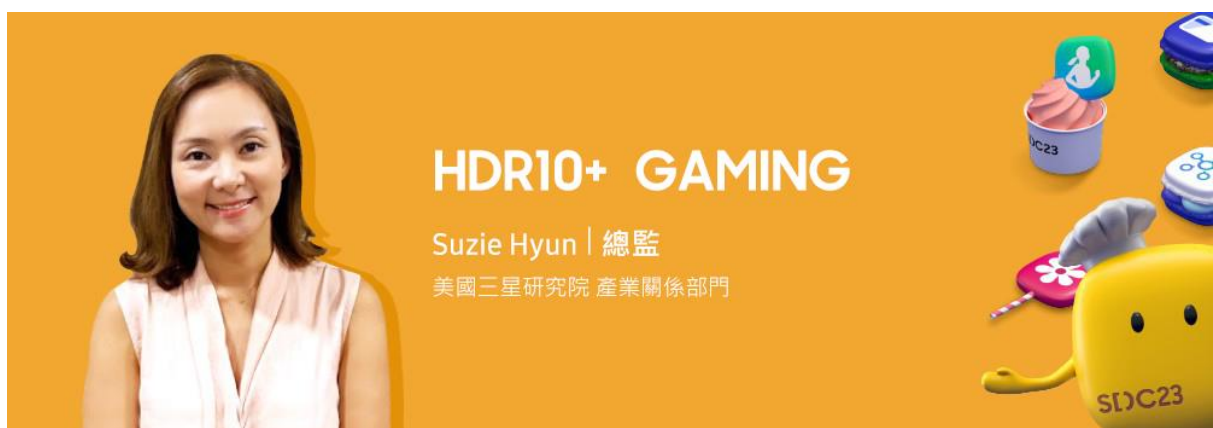 HDR10+ GAMING
Suzie Hyun | 總監
美國三星研究院 產業關係部門
SDC23
SDC23